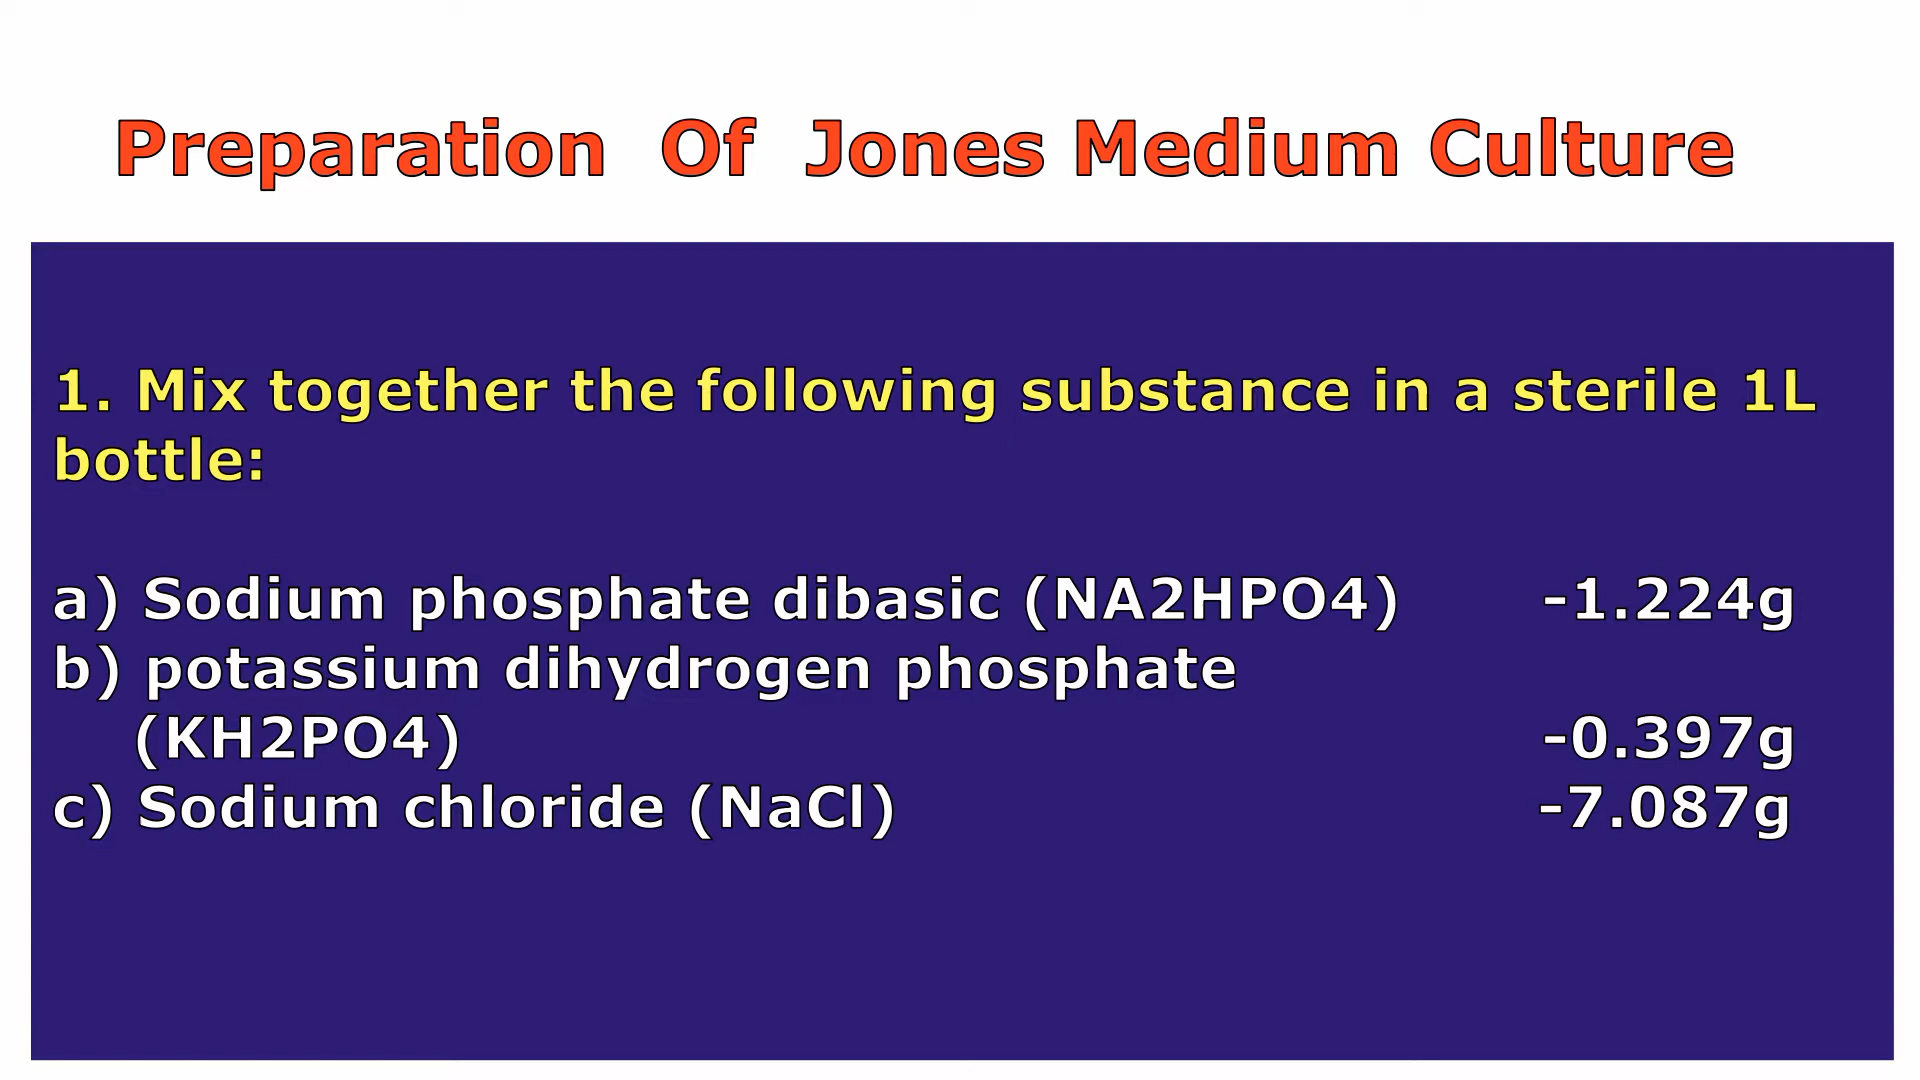 Preparation Of Jones Medium Culture
1. Mix together the following substance in a sterile 1L
bottle:
a) Sodium phosphate dibasic (NA2HPO4) -1.224g
b) potassium dihydrogen phosphate
(KH2PO4) -0.397g
c) Sodium chloride (NaCl) -7.087g